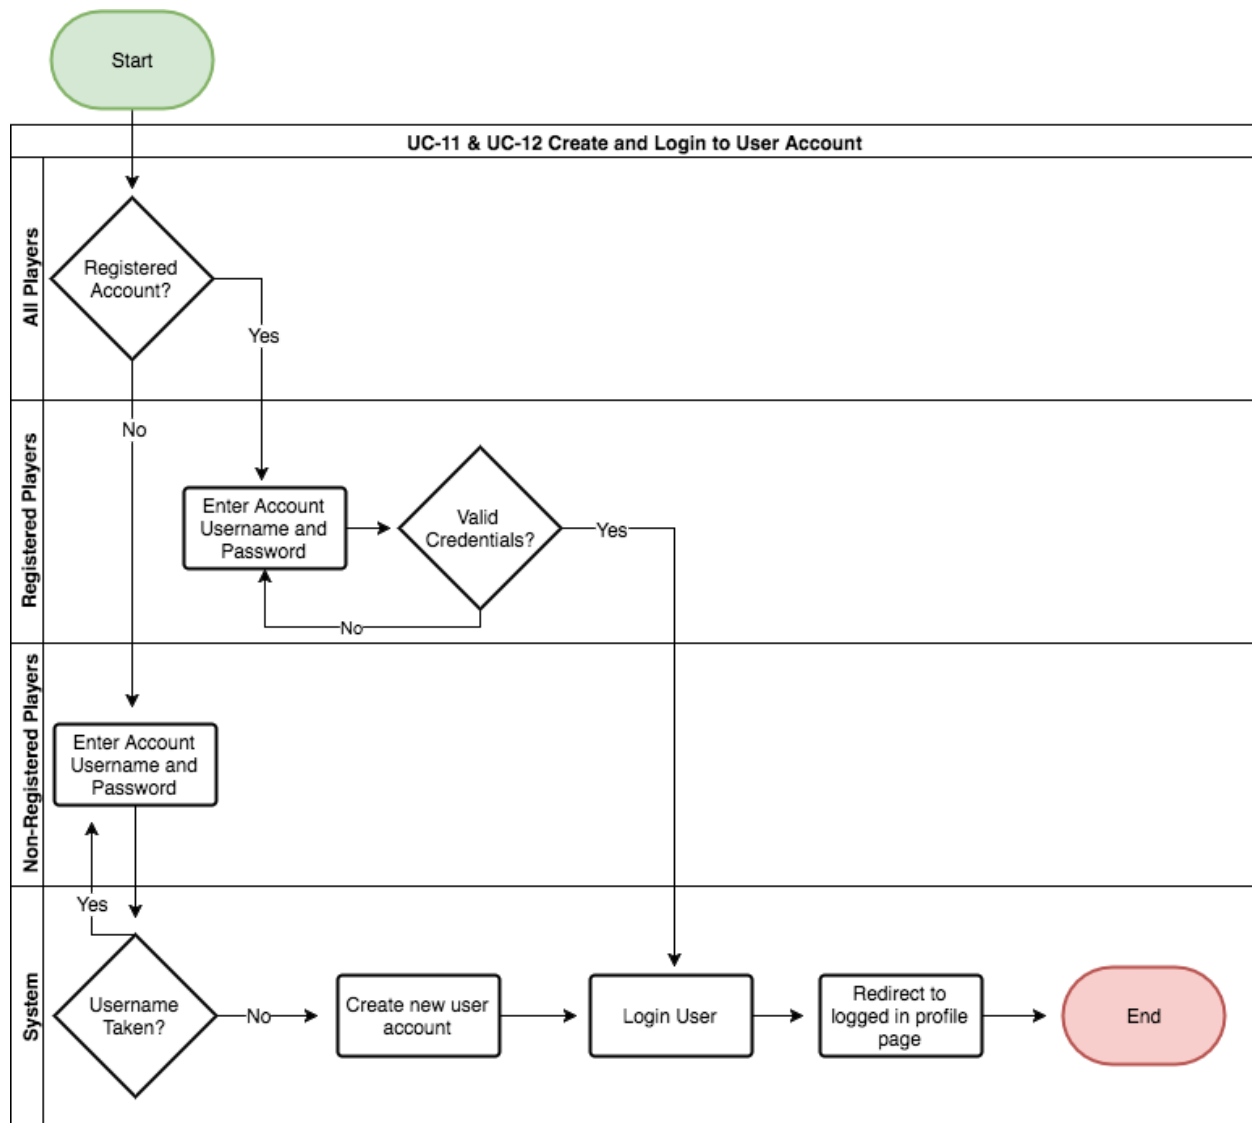 Start
UC-11 & UC-12 Create and Login to User Account
All Players
Registered
Account?
Yes
No
Registered Players
Enter Account
Username and
Password
Valid
Credentials?
Yes
No
Non-Registered Players
Enter Account
Username and
Password
Yes
System
Username
Taken?
No
Create new user
account
Login User
Redirect to
logged in profile
page
End